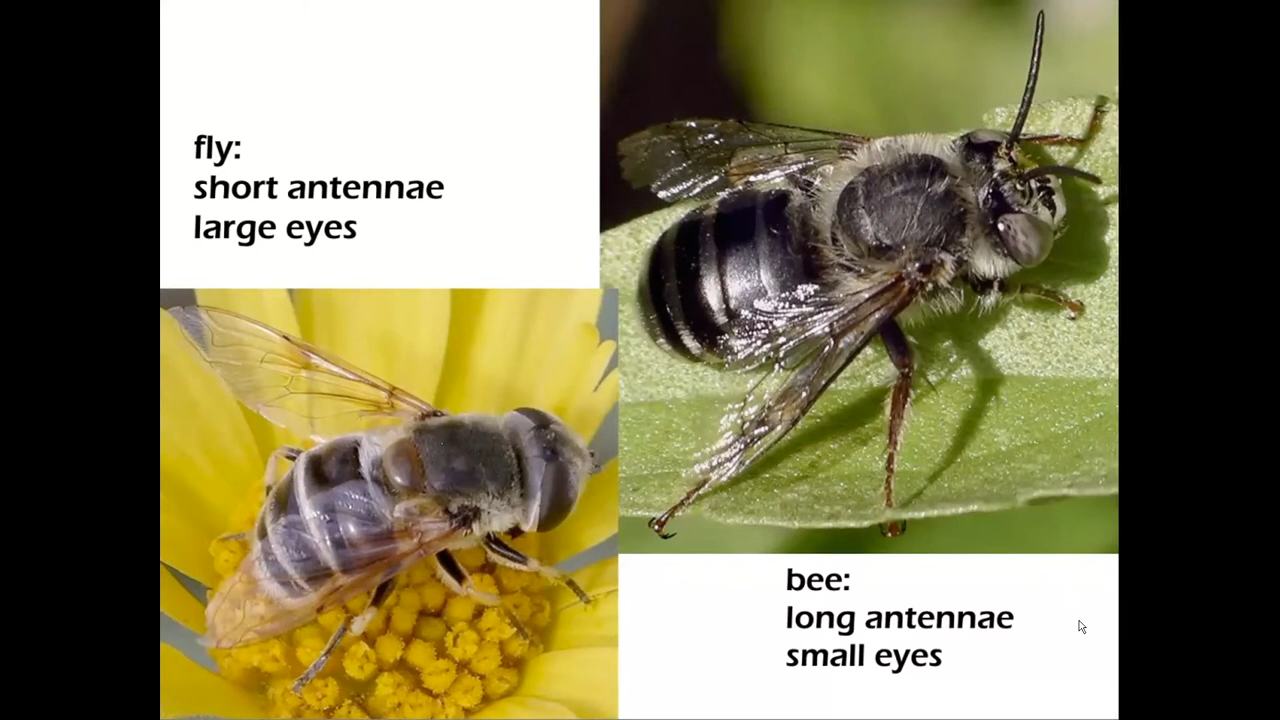 fly:
short antennae
large eyes
bee:
long antennae
small eyes